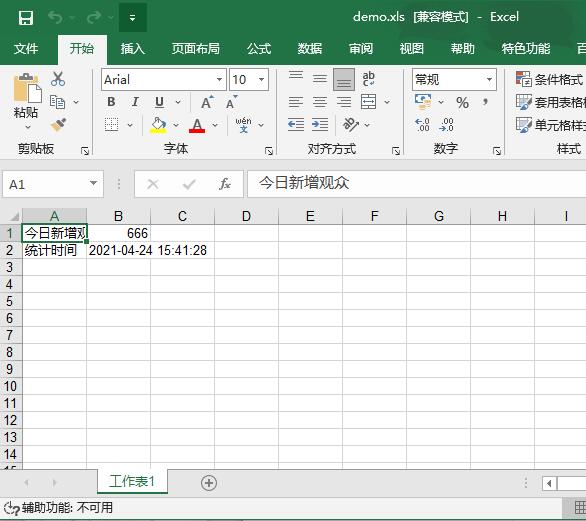 demo.xls [兼容模式] - Excel
文件 开始 插入 页面布局 公式 数据 审阅 视图 帮助 特色功能 百
Arial 10 常规 条件格式
粘贴 B I U A A ab % , 套用表格格
wén 文 A .00 .0 单元格样式
剪贴板 字体 对齐方式 数字 样式
A1 fx 今日新增观众
A B C D E F G H I
1 今日新增观 666
2 统计时间 2021-04-24 15:41:28
3
4
5
6
7
8
9
10
11
12
13
14
15
工作表1
辅助功能: 不可用